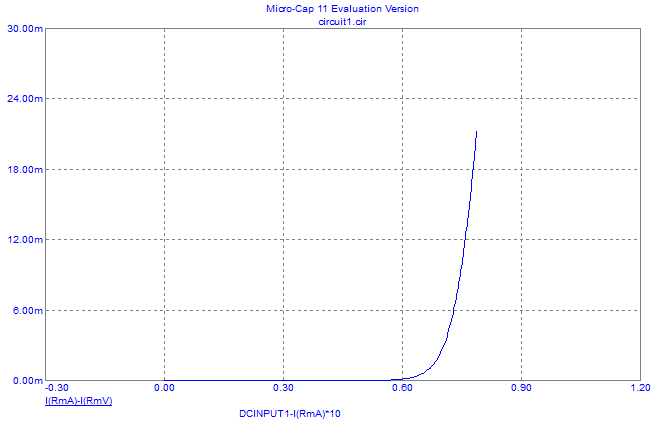 Micro-Cap 11 Evaluation Version
circuit1.cir
30.00m
24.00m
18.00m
12.00m
6.00m
0.00m
-0.30 0.00 0.30 0.60 0.90 1.20
I(RmA)-I(RmV)
DCINPUT1-I(RmA)*10